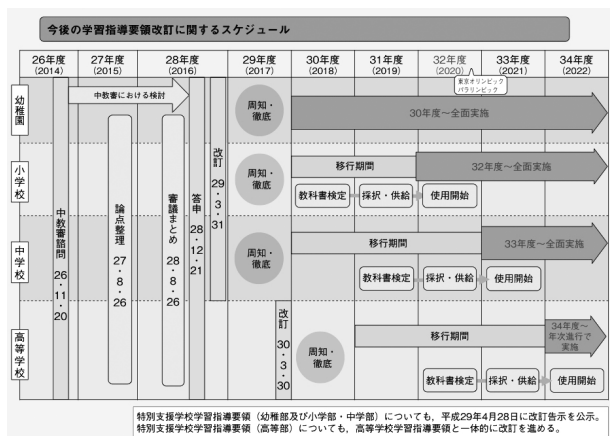 今後の学習指導要領改訂に関するスケジュール
26年度 27年度 28年度 29年度 30年度 31年度 32年度 33年度 34年度
(2014) (2015) (2016) (2017) (2018) (2019) (2020) (2021) (2022)
東京オリンピック
パラリンピック
幼稚園
中教審における検討
周知・
徹底
30年度〜全面実施
小学校
中教審諮問 26・11・20
論点整理 27・8・26
審議まとめ 28・8・26
答申 28・12・21
改訂 29・3・31
周知・
徹底
移行期間
32年度〜全面実施
教科書検定
採択・供給
使用開始
中学校
周知・
徹底
移行期間
33年度〜全面実施
教科書検定
採択・供給
使用開始
高等学校
改訂 30・3・30
周知・
徹底
移行期間
34年度〜
年次進行で
実施
教科書検定
採択・供給
使用開始
特別支援学校学習指導要領(幼稚部及び小学部・中学部)についても,平成29年4月28日に改訂告示を公示。
特別支援学校学習指導要領(高等部)についても,高等学校学習指導要領と一体的に改訂を進める。